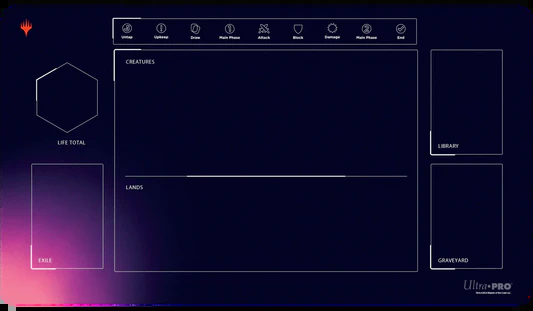 Untap Upkeep Draw Main Phase Attack Block Damage Main Phase End
CREATURES
LIFE TOTAL
LIBRARY
LANDS
EXILE
GRAVEYARD
Ultra•PRO